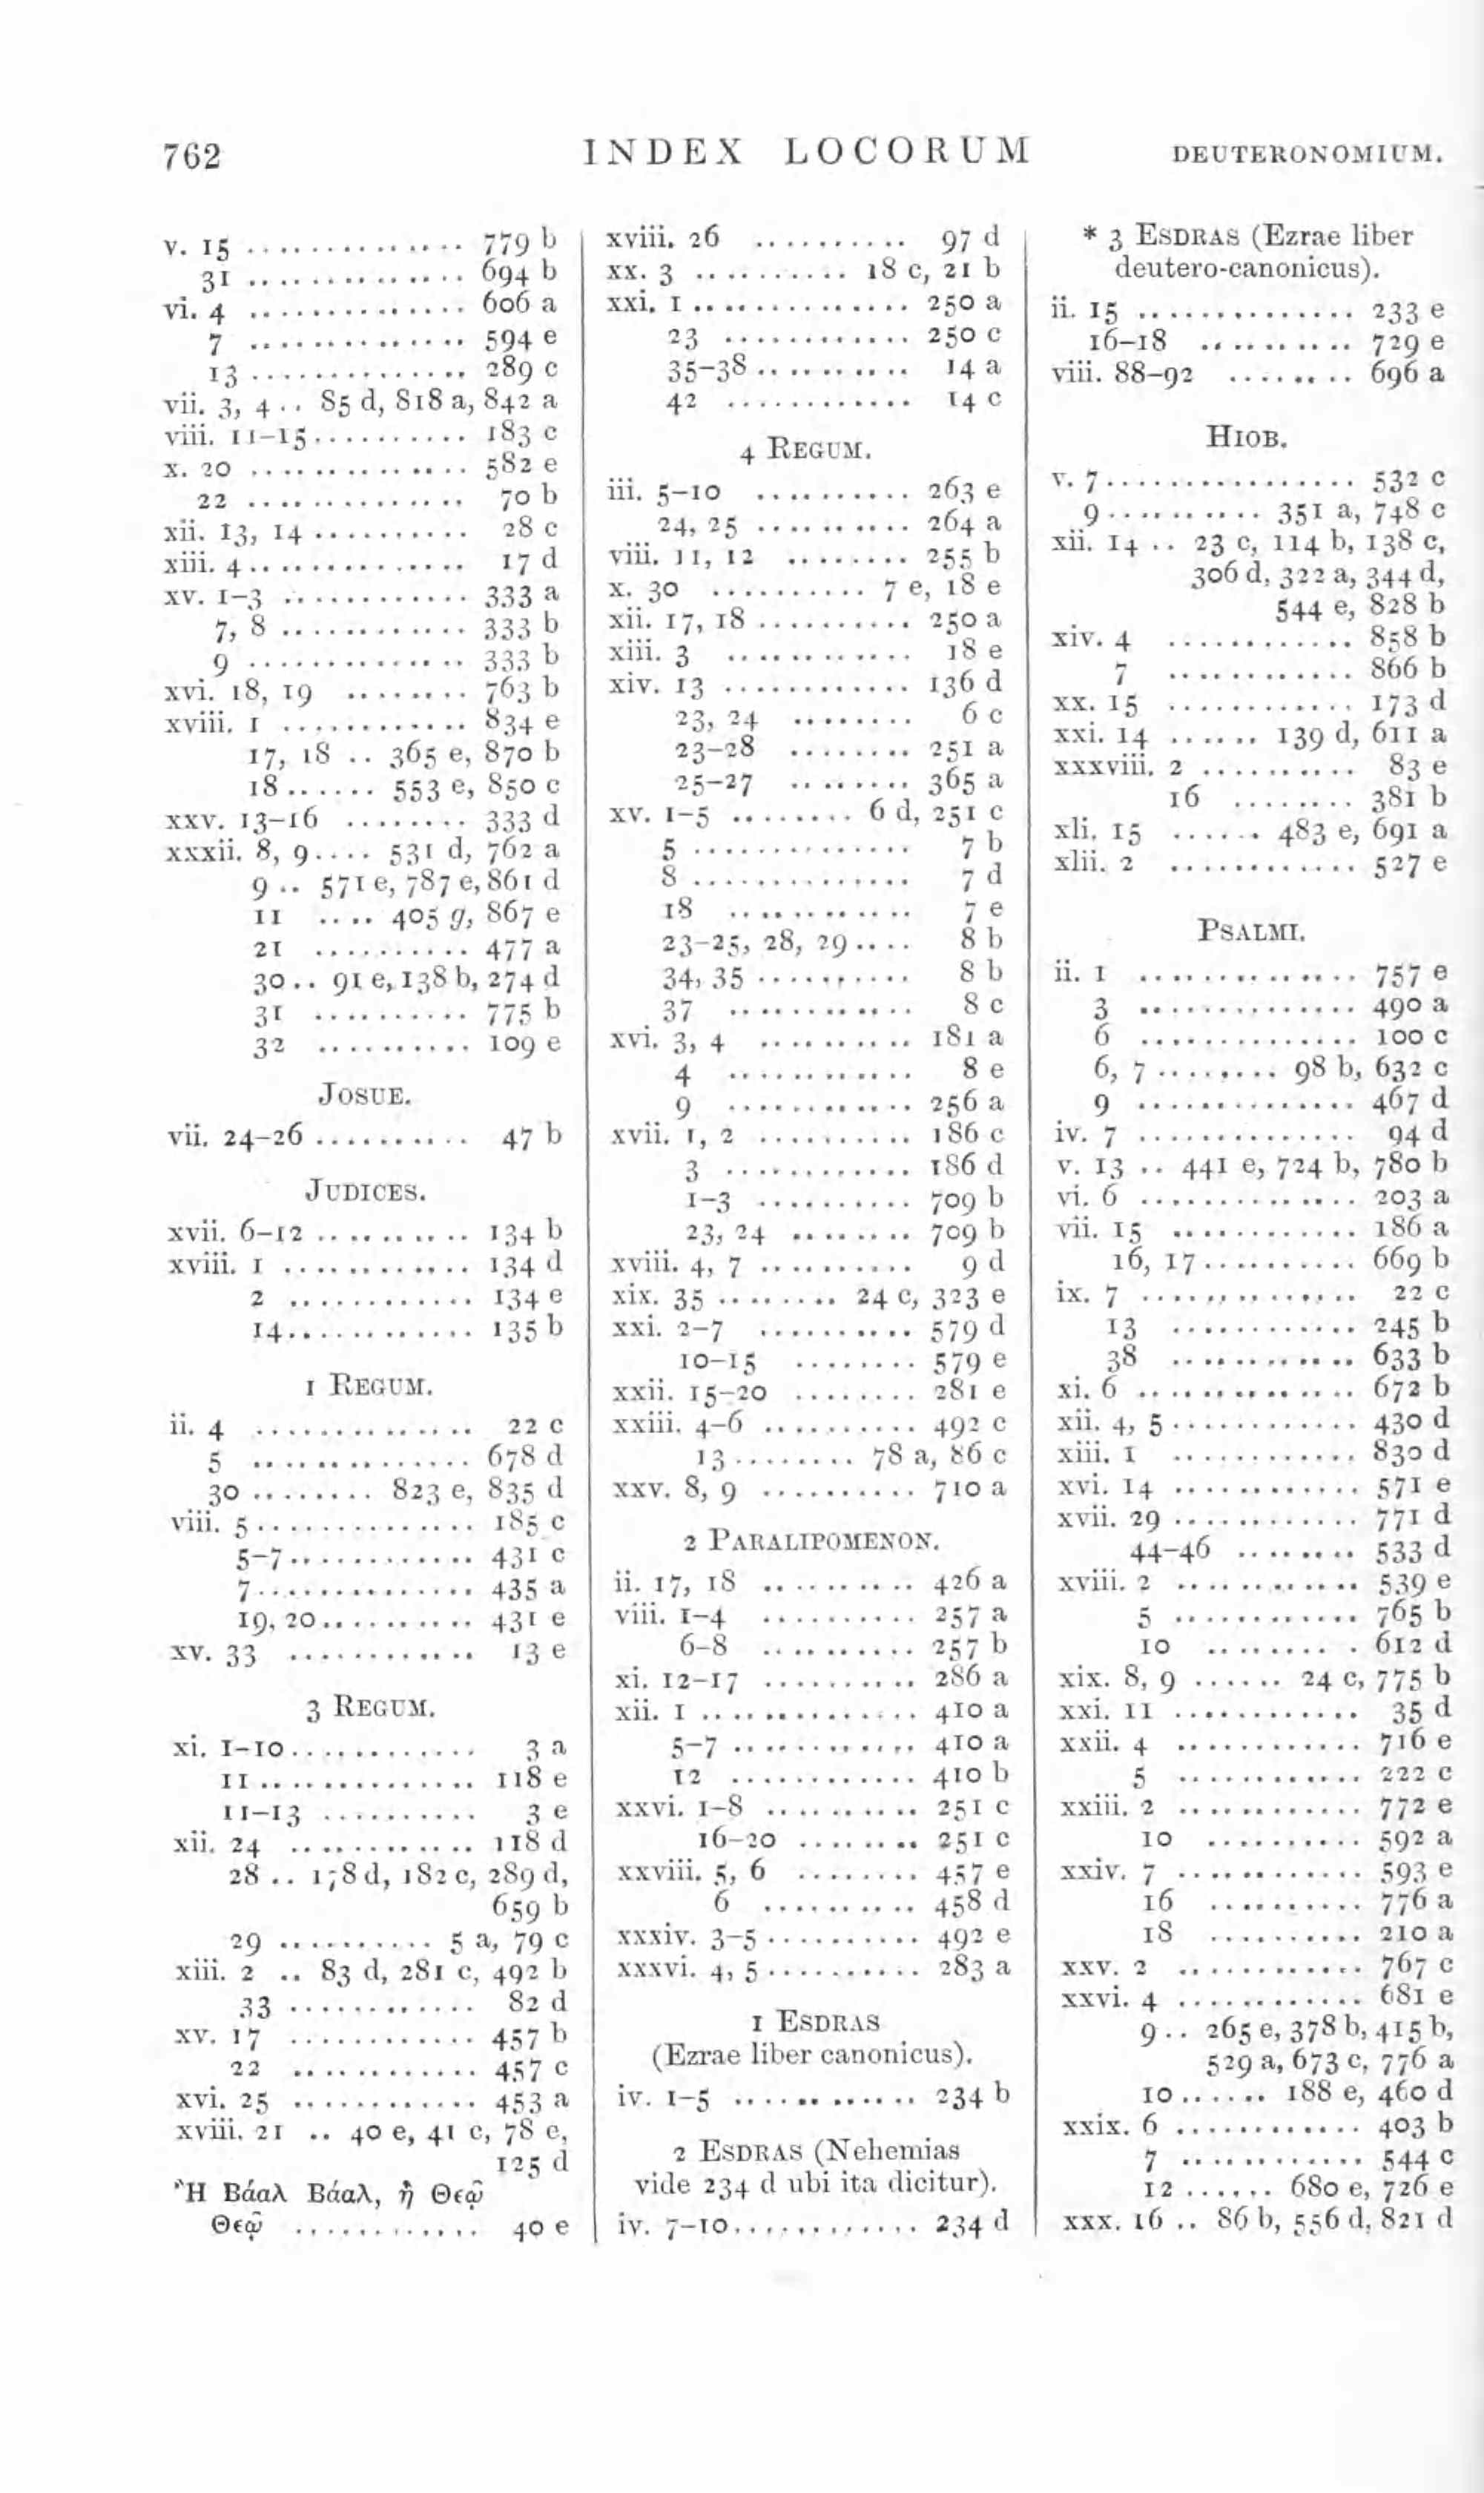 762 INDEX LOCORUM DEUTERONOMIUM.
v. 15 .............. 779 b
31 .............. 694 b
vi. 4 .............. 606 a
7 .............. 594 e
13 .............. 289 c
vii. 3, 4 .. 85 d, 818 a, 842 a
viii. 11–15 .......... 183 c
x. 20 .............. 582 e
22 .............. 70 b
xii. 13, 14 .......... 28 c
xiii. 4 .............. 17 d
xv. 1–3 ............ 333 a
7, 8 ............ 333 b
9 .............. 333 b
xvi. 18, 19 ........ 763 b
xviii. 1 ............ 834 e
17, 18 .. 365 e, 870 b
18 ...... 553 e, 850 c
xxv. 13–16 ........ 333 d
xxxii. 8, 9 .... 531 d, 762 a
9 .. 571 e, 787 e, 861 d
11 .... 405 g, 867 e
21 .......... 477 a
30 .. 91 e, 138 b, 274 d
31 .......... 775 b
32 .......... 109 e
JOSUE.
vii. 24–26 .......... 47 b
JUDICES.
xvii. 6–12 .......... 134 b
xviii. 1 ............ 134 d
2 ............ 134 e
14 ............ 135 b
1 REGUM.
ii. 4 .............. 22 c
5 .............. 678 d
30 ........ 823 e, 835 d
viii. 5 .............. 185 c
5–7 ............ 431 c
7 .............. 435 a
19, 20 .......... 431 e
xv. 33 ............ 13 e
3 REGUM.
xi. 1–10 ............ 3 a
11 .............. 118 e
11–13 .......... 3 e
xii. 24 ............ 118 d
28 .. 178 d, 182 c, 289 d,
659 b
29 .......... 5 a, 79 c
xiii. 2 .. 83 d, 281 c, 492 b
33 ............ 82 d
xv. 17 ............ 457 b
22 ............ 457 c
xvi. 25 ............ 453 a
xviii. 21 .. 40 e, 41 c, 78 e,
125 d
Ἢ Βάαλ Βάαλ, ἢ Θεῷ
Θεῷ ............ 40 e
xviii. 26 .......... 97 d
xx. 3 .......... 18 c, 21 b
xxi. 1 .............. 250 a
23 ............ 250 c
35–38 .......... 14 a
42 ............ 14 c
4 REGUM.
iii. 5–10 .......... 263 e
24, 25 .......... 264 a
viii. 11, 12 ........ 255 b
x. 30 .......... 7 e, 18 e
xii. 17, 18 .......... 250 a
xiii. 3 ............ 18 e
xiv. 13 ............ 136 d
23, 24 ........ 6 c
23–28 ........ 251 a
25–27 ........ 365 a
xv. 1–5 ........ 6 d, 251 c
5 .............. 7 b
8 .............. 7 d
18 ............ 7 e
23–25, 28, 29 .... 8 b
34, 35 .......... 8 b
37 ............ 8 c
xvi. 3, 4 .......... 181 a
4 ............ 8 e
9 ............ 256 a
xvii. 1, 2 .......... 186 c
3 ............ 186 d
1–3 .......... 709 b
23, 24 ........ 709 b
xviii. 4, 7 .......... 9 d
xix. 35 ........ 24 c, 323 e
xxi. 2–7 .......... 579 d
10–15 ........ 579 e
xxii. 15–20 ........ 281 e
xxiii. 4–6 .......... 492 c
13 ........ 78 a, 86 c
xxv. 8, 9 .......... 710 a
2 PARALIPOMENON.
ii. 17, 18 .......... 426 a
viii. 1–4 .......... 257 a
6–8 .......... 257 b
xi. 12–17 .......... 286 a
xii. 1 .............. 410 a
5–7 ............ 410 a
12 ............ 410 b
xxvi. 1–8 .......... 251 c
16–20 ........ 251 c
xxviii. 5, 6 ........ 457 e
6 .......... 458 d
xxxiv. 3–5 .......... 492 e
xxxvi. 4, 5 .......... 283 a
1 ESDRAS
(Ezrae liber canonicus).
iv. 1–5 ............ 234 b
2 ESDRAS (Nehemias
vide 234 d ubi ita dicitur).
iv. 7–10 ............ 234 d
* 3 ESDRAS (Ezrae liber
deutero-canonicus).
ii. 15 .............. 233 e
16–18 .......... 729 e
viii. 88–92 ........ 696 a
HIOB.
v. 7 ................ 532 c
9 .......... 351 a, 748 c
xii. 14 .. 23 c, 114 b, 138 c,
306 d, 322 a, 344 d,
544 e, 828 b
xiv. 4 ............ 858 b
7 ............ 866 b
xx. 15 ............ 173 d
xxi. 14 ...... 139 d, 611 a
xxxviii. 2 .......... 83 e
16 ........ 381 b
xli. 15 ...... 483 e, 691 a
xlii. 2 ............ 527 e
PSALMI.
ii. 1 .............. 757 e
3 .............. 490 a
6 .............. 100 c
6, 7 ........ 98 b, 632 c
9 .............. 467 d
iv. 7 .............. 94 d
v. 13 .. 441 e, 724 b, 780 b
vi. 6 .............. 203 a
vii. 15 ............ 186 a
16, 17 .......... 669 b
ix. 7 .............. 22 c
13 ............ 245 b
38 ............ 633 b
xi. 6 .............. 672 b
xii. 4, 5 ............ 430 d
xiii. 1 ............ 830 d
xvi. 14 ............ 571 e
xvii. 29 ............ 771 d
44–46 ........ 533 d
xviii. 2 ............ 539 e
5 ............ 765 b
10 .......... 612 d
xix. 8, 9 ...... 24 c, 775 b
xxi. 11 ............ 35 d
xxii. 4 ............ 716 e
5 ............ 222 c
xxiii. 2 ............ 772 e
10 .......... 592 a
xxiv. 7 ............ 593 e
16 .......... 776 a
18 .......... 210 a
xxv. 2 ............ 767 c
xxvi. 4 ............ 681 e
9 .. 265 e, 378 b, 415 b,
529 a, 673 c, 776 a
10 ...... 188 e, 460 d
xxix. 6 ............ 403 b
7 ............ 544 c
12 ...... 680 e, 726 e
xxx. 16 .. 86 b, 556 d, 821 d